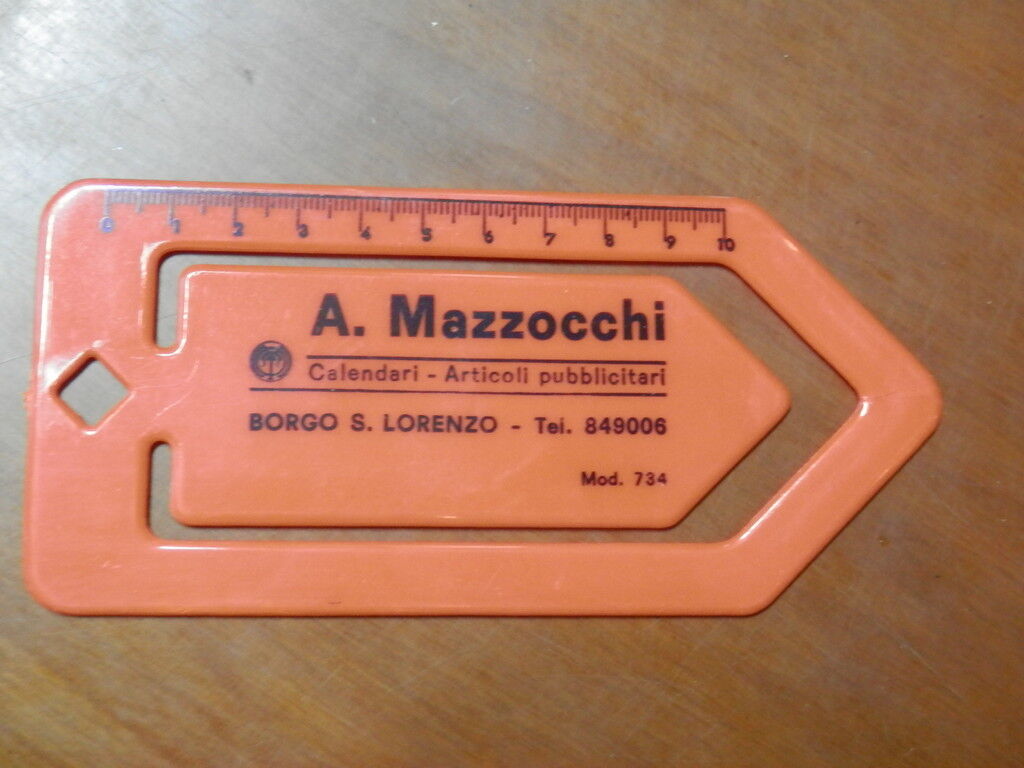 0 1 2 3 4 5 6 7 8 9 10
A. Mazzocchi
Calendari - Articoli pubblicitari
BORGO S. LORENZO - Tel. 849006
Mod. 734